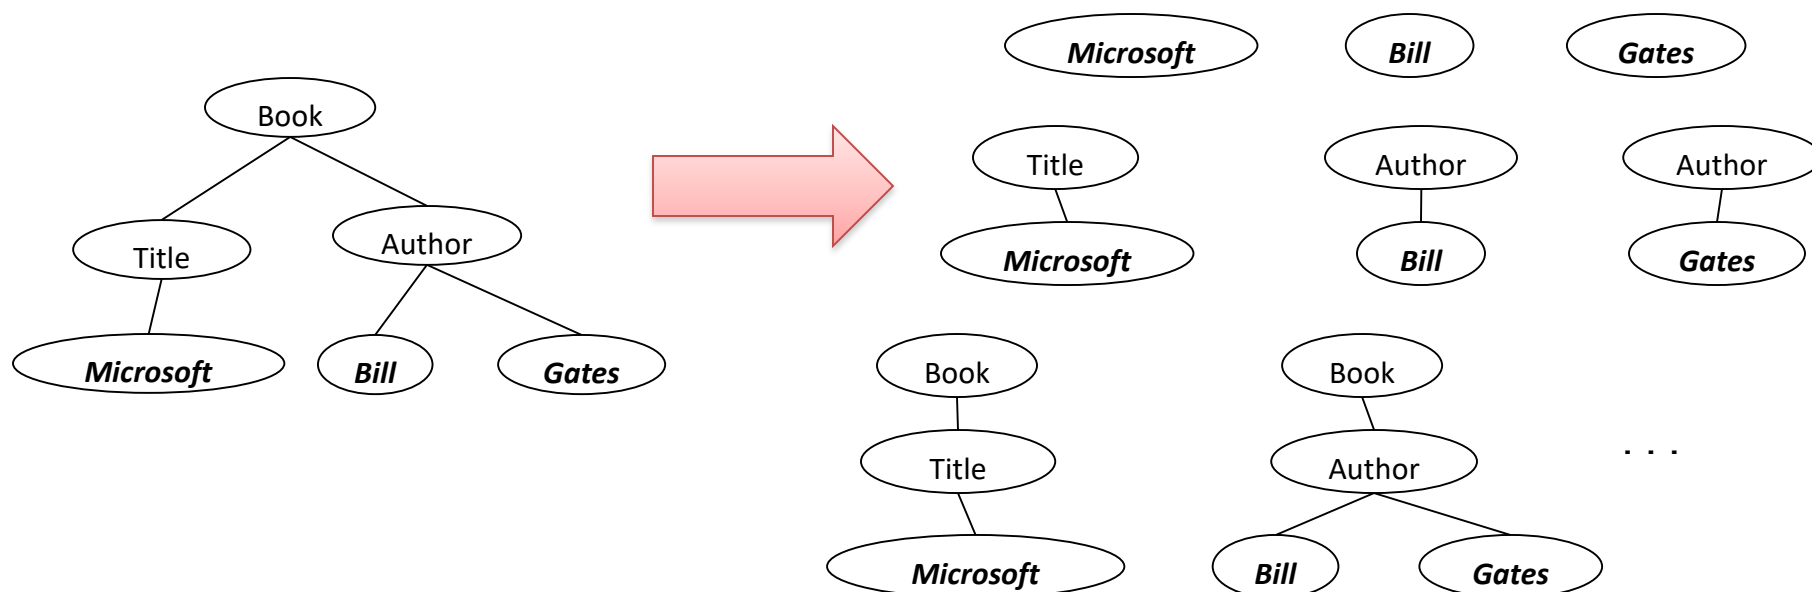 Book
Title
Author
Microsoft
Bill
Gates
Microsoft
Bill
Gates
Title
Author
Author
Microsoft
Bill
Gates
Book
Book
Title
Author
. . .
Microsoft
Bill
Gates